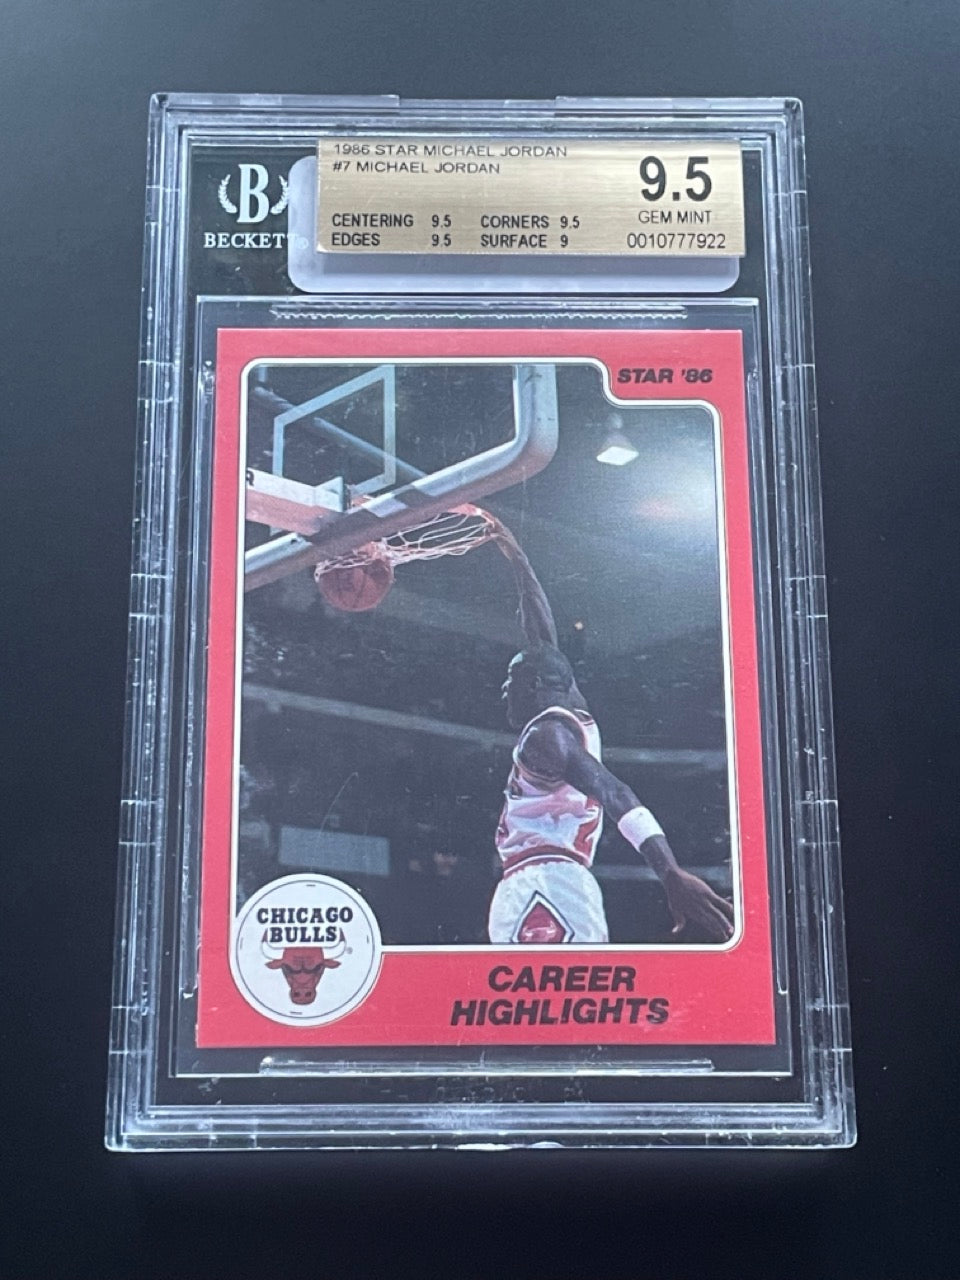 1986 STAR MICHAEL JORDAN
#7 MICHAEL JORDAN
9.5
GEM MINT
0010777922
CENTERING 9.5 CORNERS 9.5
EDGES 9.5 SURFACE 9
B
BECKETT®
STAR '86
R
CHICAGO
BULLS
®
CAREER
HIGHLIGHTS